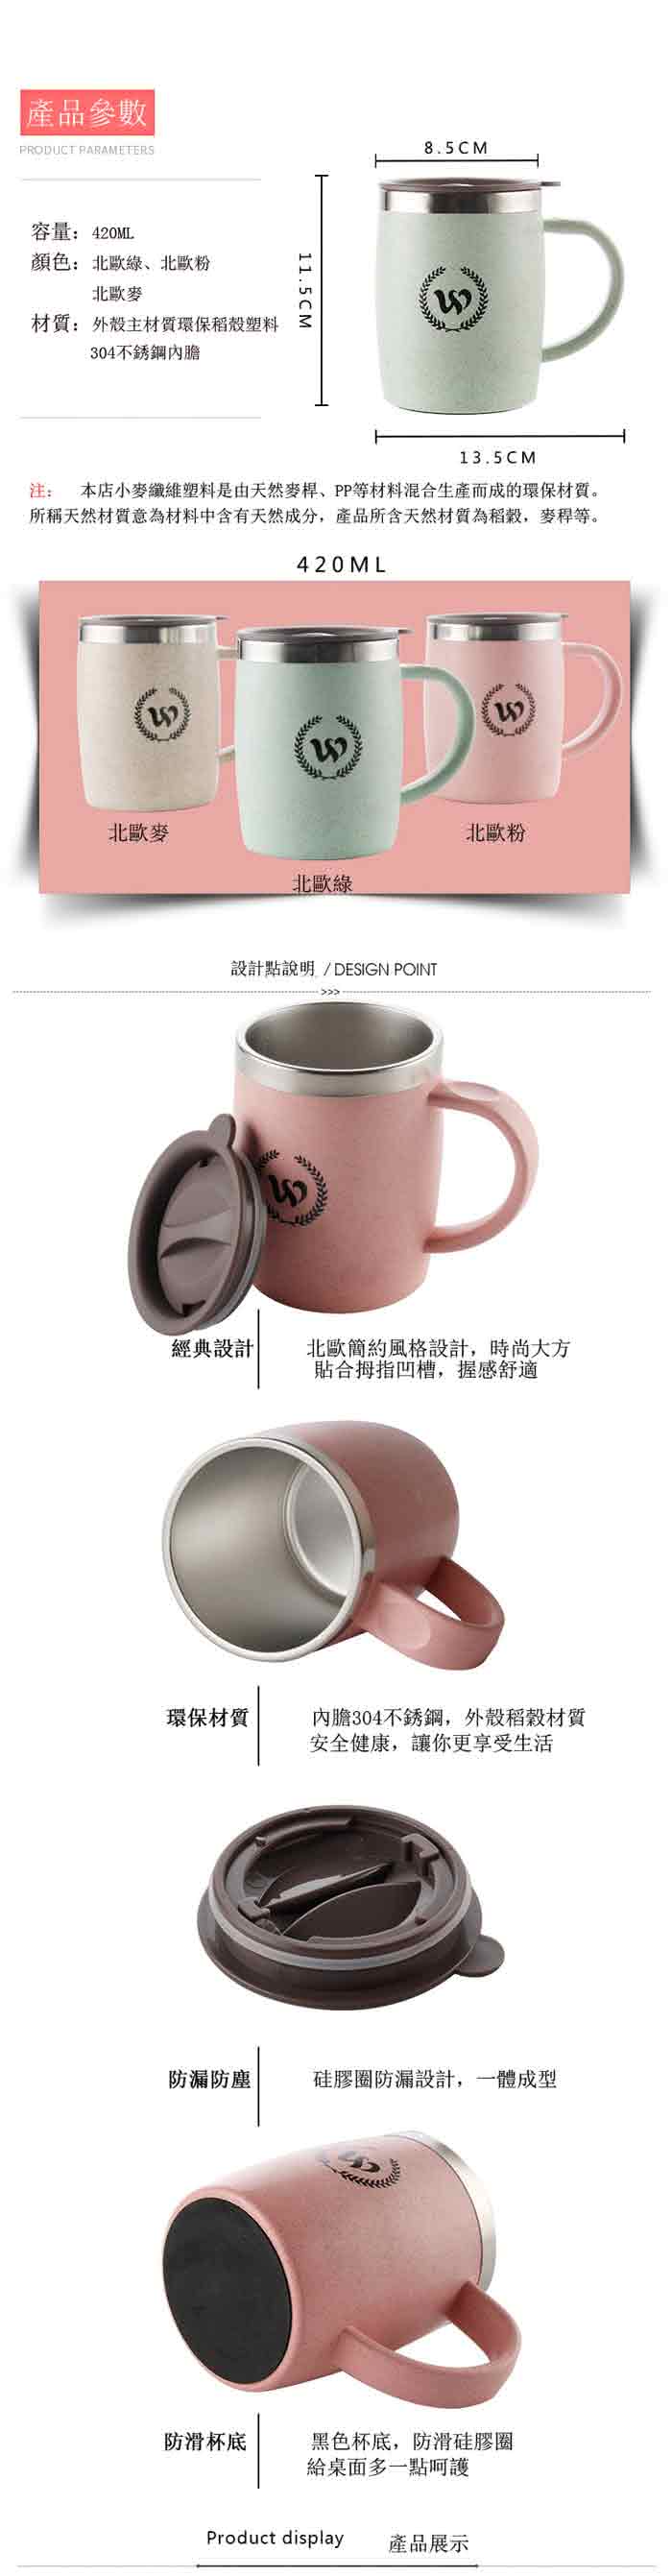 產品參數
PRODUCT PARAMETERS
8.5CM
容量：420ML
顏色：北歐綠、北歐粉
北歐麥
材質：外殼主材質環保稻殼塑料
304不銹鋼內膽
11.5CM
13.5CM
注： 本店小麥纖維塑料是由天然麥桿、PP等材料混合生產而成的環保材質。
所稱天然材質意為材料中含有天然成分，產品所含天然材質為稻穀，麥稈等。
420ML
北歐麥
北歐粉
北歐綠
設計點說明 / DESIGN POINT
>>>
經典設計
北歐簡約風格設計，時尚大方
貼合拇指凹槽，握感舒適
環保材質
內膽304不銹鋼，外殼稻穀材質
安全健康，讓你更享受生活
防漏防塵
硅膠圈防漏設計，一體成型
防滑杯底
黑色杯底，防滑硅膠圈
給桌面多一點呵護
Product display 產品展示